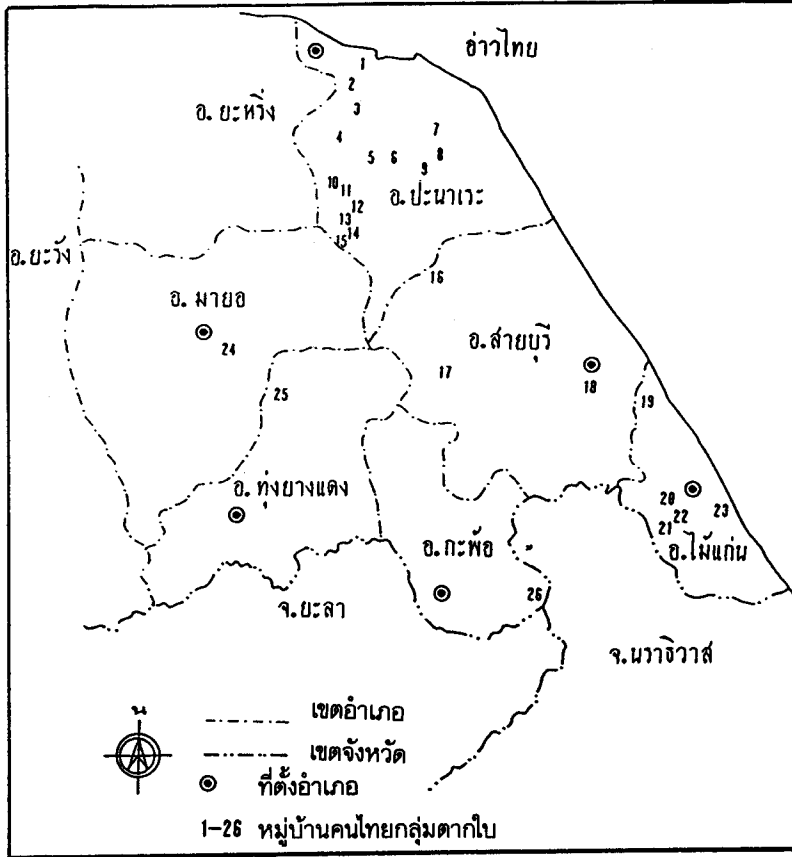 อ่าวไทย
1
2
อ. ยะหริ่ง
3
4
7
5 6 8
9
10
11
อ. ปะนาเระ
12
13
14
15
อ. ยะรัง
16
อ. มายอ
24
อ. สายบุรี
17
18
25
19
อ. ทุ่งยางแดง
20
23
21 22
อ. กะพ้อ
อ. ไม้แก่น
26
จ. ยะลา
จ. นราธิวาส
น
เขตอำเภอ
เขตจังหวัด
ที่ตั้งอำเภอ
1-26 หมู่บ้านคนไทยกลุ่มตากใบ